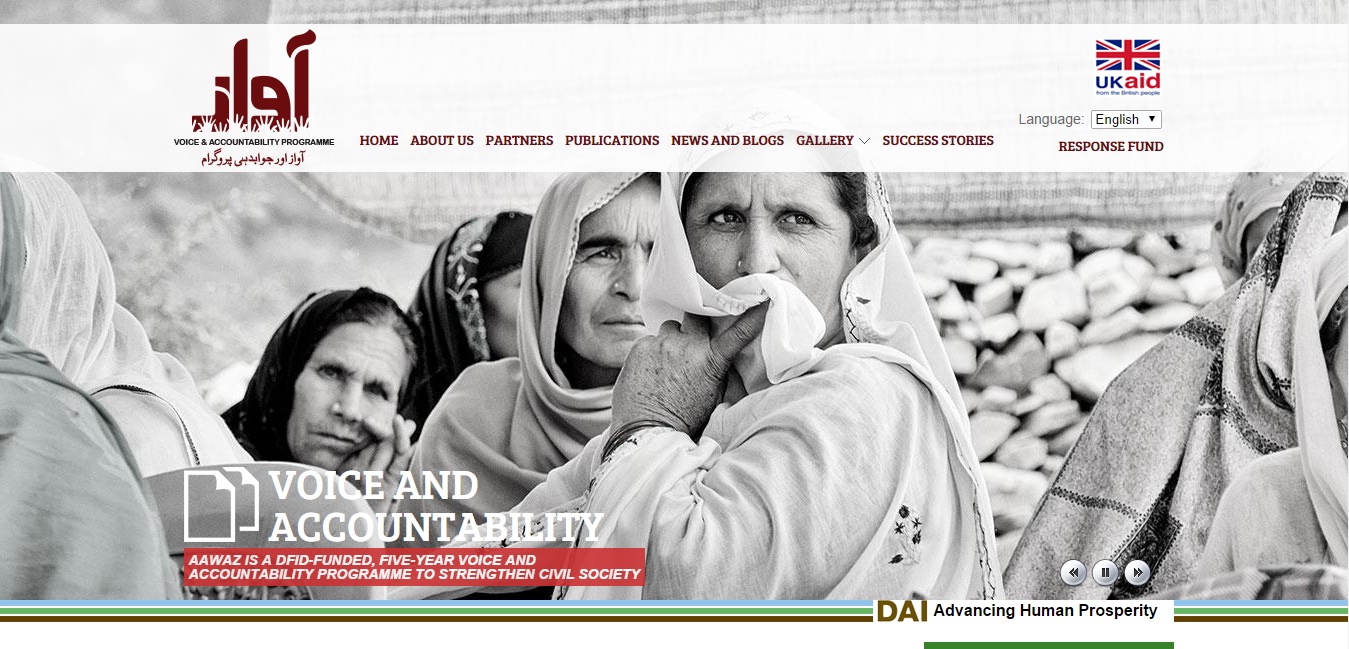 آواز
VOICE & ACCOUNTABILITY PROGRAMME
آواز اور جوابدہی پروگرام
HOME ABOUT US PARTNERS PUBLICATIONS NEWS AND BLOGS GALLERY SUCCESS STORIES
UKaid
from the British people
Language: English
RESPONSE FUND
VOICE AND
ACCOUNTABILITY
AAWAZ IS A DFID-FUNDED, FIVE-YEAR VOICE AND
ACCOUNTABILITY PROGRAMME TO STRENGTHEN CIVIL SOCIETY
DAI Advancing Human Prosperity